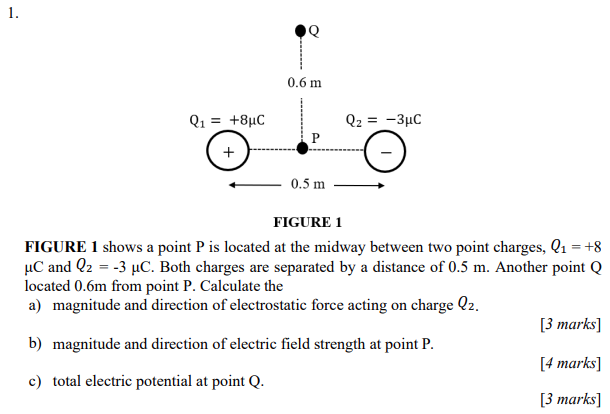 1.
Q
0.6 m
Q₁ = +8µC
Q₂ = −3µC
P
+
−
0.5 m
FIGURE 1
FIGURE 1 shows a point P is located at the midway between two point charges, Q₁ = +8
µC and Q₂ = -3 µC. Both charges are separated by a distance of 0.5 m. Another point Q
located 0.6m from point P. Calculate the
a) magnitude and direction of electrostatic force acting on charge Q₂.
[3 marks]
b) magnitude and direction of electric field strength at point P.
[4 marks]
c) total electric potential at point Q.
[3 marks]